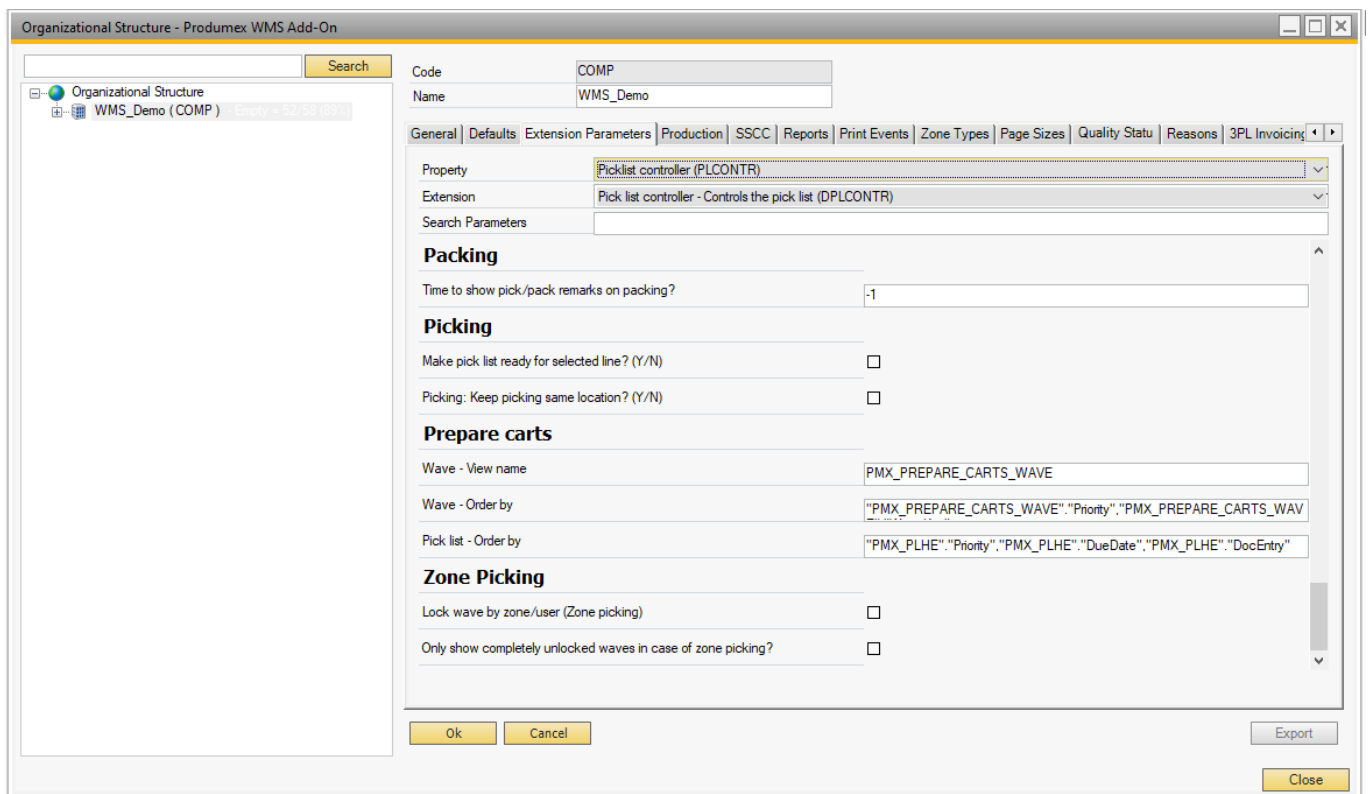 Organizational Structure - Produmex WMS Add-On
Search
Organizational Structure
WMS_Demo ( COMP ) - Empty = 52/58 (89%)
Code COMP
Name WMS_Demo
General Defaults Extension Parameters Production SSCC Reports Print Events Zone Types Page Sizes Quality Statu Reasons 3PL Invoicing
Property Picklist controller (PLCONTR)
Extension Pick list controller - Controls the pick list (DPLCONTR)
Search Parameters
Packing
Time to show pick/pack remarks on packing? -1
Picking
Make pick list ready for selected line? (Y/N)
Picking: Keep picking same location? (Y/N)
Prepare carts
Wave - View name PMX_PREPARE_CARTS_WAVE
Wave - Order by "PMX_PREPARE_CARTS_WAVE"."Priority","PMX_PREPARE_CARTS_WAV
Pick list - Order by "PMX_PLHE"."Priority","PMX_PLHE"."DueDate","PMX_PLHE"."DocEntry"
Zone Picking
Lock wave by zone/user (Zone picking)
Only show completely unlocked waves in case of zone picking?
Ok Cancel Export
Close